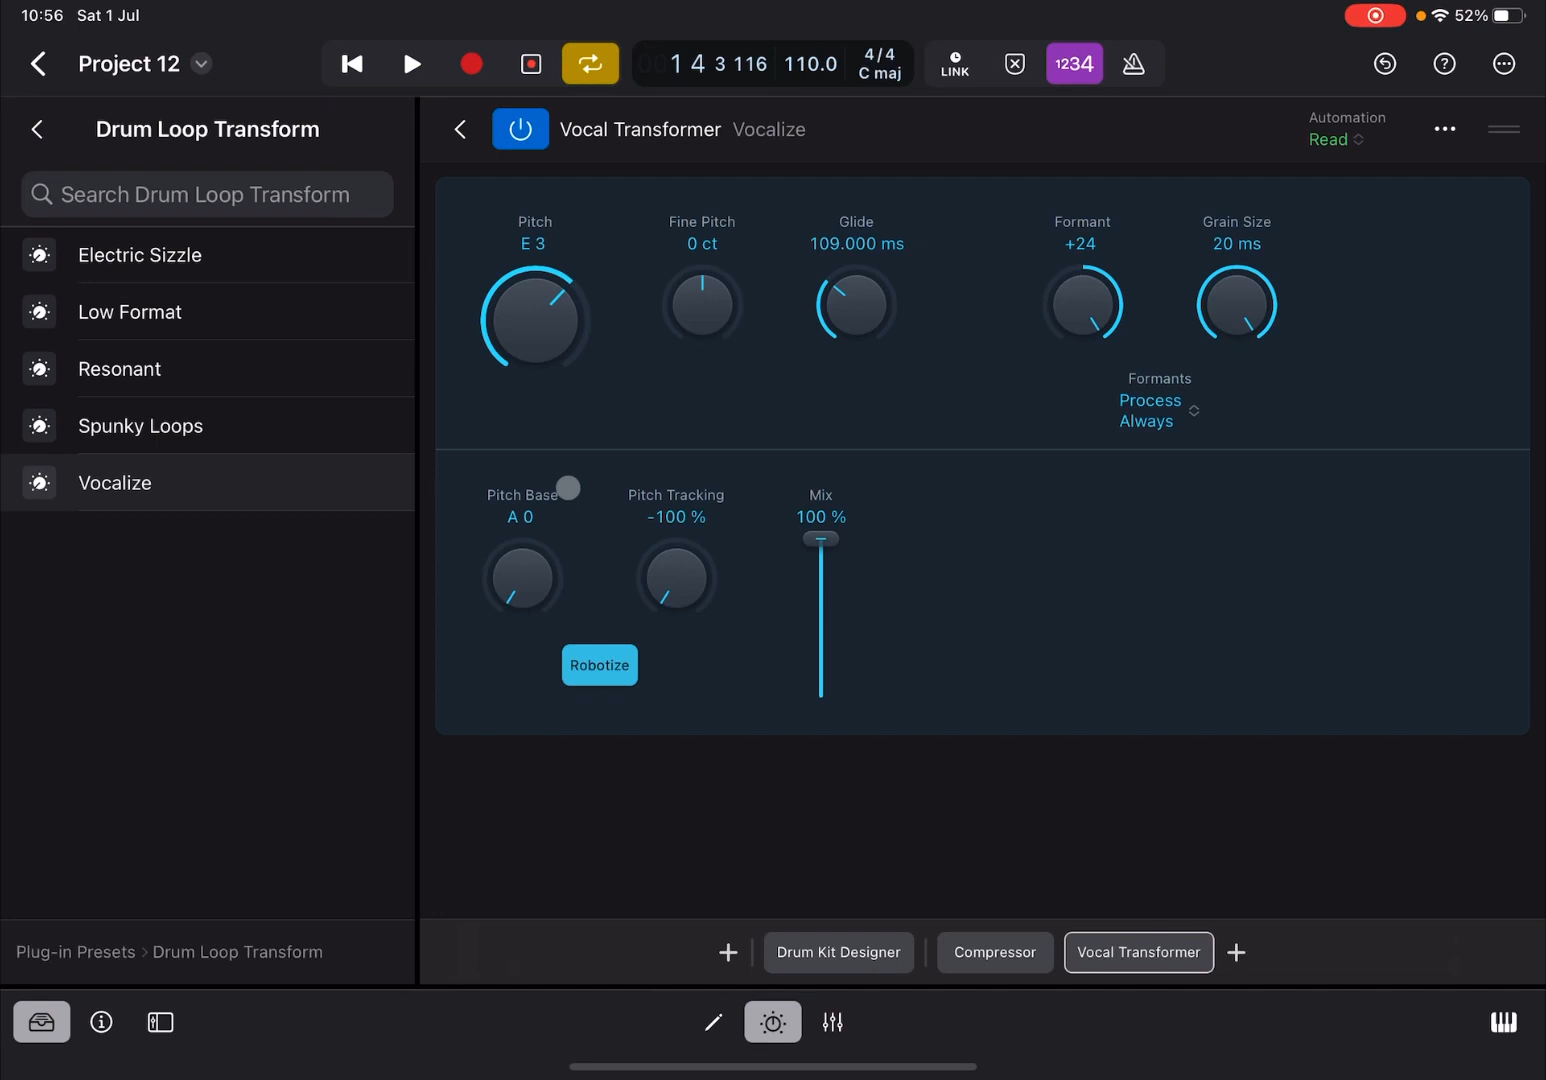 10:56 Sat 1 Jul
52%
Project 12
1 4 3 116
110.0
4/4
C maj
LINK
1234
Drum Loop Transform
Search Drum Loop Transform
Electric Sizzle
Low Format
Resonant
Spunky Loops
Vocalize
Plug-in Presets › Drum Loop Transform
Vocal Transformer Vocalize
Automation
Read
Pitch
E 3
Fine Pitch
0 ct
Glide
109.000 ms
Formant
+24
Grain Size
20 ms
Formants
Process
Always
Pitch Base
A 0
Pitch Tracking
-100 %
Mix
100 %
Robotize
Drum Kit Designer
Compressor
Vocal Transformer